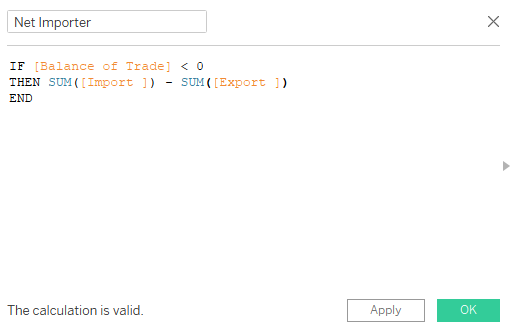 Net Importer
IF [Balance of Trade] < 0
THEN SUM([Import ]) - SUM([Export ])
END
The calculation is valid.
Apply
OK